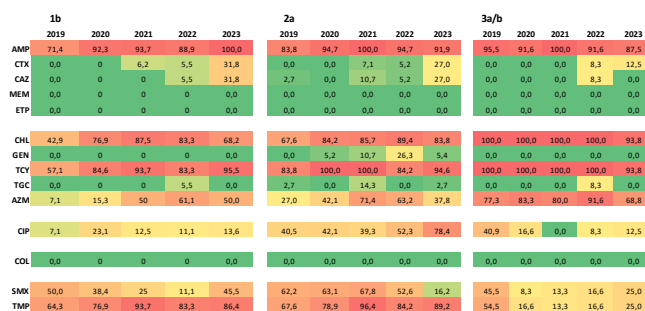 1b 2a 3a/b
2019 2020 2021 2022 2023 2019 2020 2021 2022 2023 2019 2020 2021 2022 2023
AMP 71,4 92,3 93,7 88,9 100,0 83,8 94,7 100,0 94,7 91,9 95,5 91,6 100,0 91,6 87,5
CTX 0,0 0 6,2 5,5 31,8 0,0 0,0 7,1 5,2 27,0 0,0 0,0 0,0 8,3 12,5
CAZ 0,0 0 0 5,5 31,8 2,7 0,0 10,7 5,2 27,0 0,0 0,0 0,0 8,3 0,0
MEM 0,0 0 0 0 0,0 0,0 0,0 0,0 0,0 0,0 0,0 0,0 0,0 0,0 0,0
ETP 0,0 0 0 0 0,0 0,0 0,0 0,0 0,0 0,0 0,0 0,0 0,0 0,0 0,0
CHL 42,9 76,9 87,5 83,3 68,2 67,6 84,2 85,7 89,4 83,8 100,0 100,0 100,0 100,0 93,8
GEN 0,0 0 0 0 0,0 0,0 5,2 10,7 26,3 5,4 0,0 0,0 0,0 0,0 0,0
TCY 57,1 84,6 93,7 83,3 95,5 83,8 100,0 100,0 84,2 94,6 100,0 100,0 100,0 100,0 93,8
TGC 0,0 0 0 5,5 0,0 2,7 0,0 14,3 0,0 2,7 0,0 0,0 0,0 8,3 0,0
AZM 7,1 15,3 50 61,1 50,0 27,0 42,1 71,4 63,2 37,8 77,3 83,3 80,0 91,6 68,8
CIP 7,1 23,1 12,5 11,1 13,6 40,5 42,1 39,3 52,3 78,4 40,9 16,6 0,0 8,3 12,5
COL 0,0 0 0 0 0,0 0,0 0,0 0,0 0,0 0,0 0,0 0,0 0,0 0,0 0,0
SMX 50,0 38,4 25 11,1 45,5 62,2 63,1 67,8 52,6 16,2 45,5 8,3 13,3 16,6 25,0
TMP 64,3 76,9 93,7 83,3 86,4 67,6 78,9 96,4 84,2 89,2 54,5 16,6 13,3 16,6 25,0